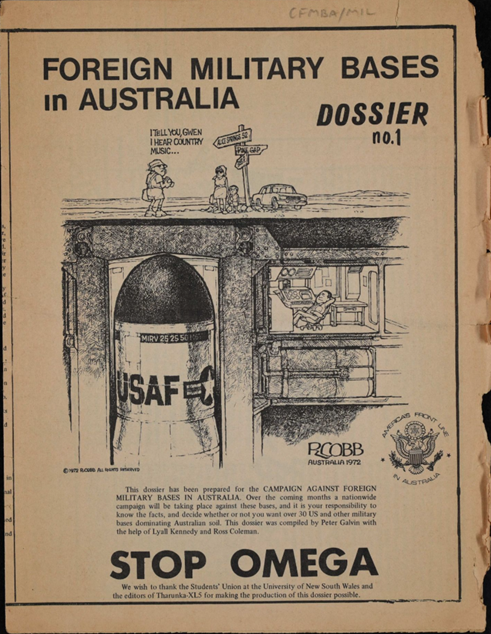 CFMBA/MIL
FOREIGN MILITARY BASES
in AUSTRALIA
DOSSIER
no.1
I TELL YOU, GWEN
I HEAR COUNTRY
MUSIC...
ALICE SPRINGS 52
PINE GAP
MIRV 25 25 50
USAF
R.COBB
AUSTRALIA 1972
© 1972 R.COBB ALL RIGHTS RESERVED
AMERICA'S FRONT LINE
IN AUSTRALIA
This dossier has been prepared for the CAMPAIGN AGAINST FOREIGN
MILITARY BASES IN AUSTRALIA. Over the coming months a nationwide
campaign will be taking place against these bases, and it is your responsibility to
know the facts, and decide whether or not you want over 30 US and other military
bases dominating Australian soil. This dossier was compiled by Peter Galvin with
the help of Lyall Kennedy and Ross Coleman.
STOP OMEGA
We wish to thank the Students' Union at the University of New South Wales and
the editors of Tharunka-XL5 for making the production of this dossier possible.